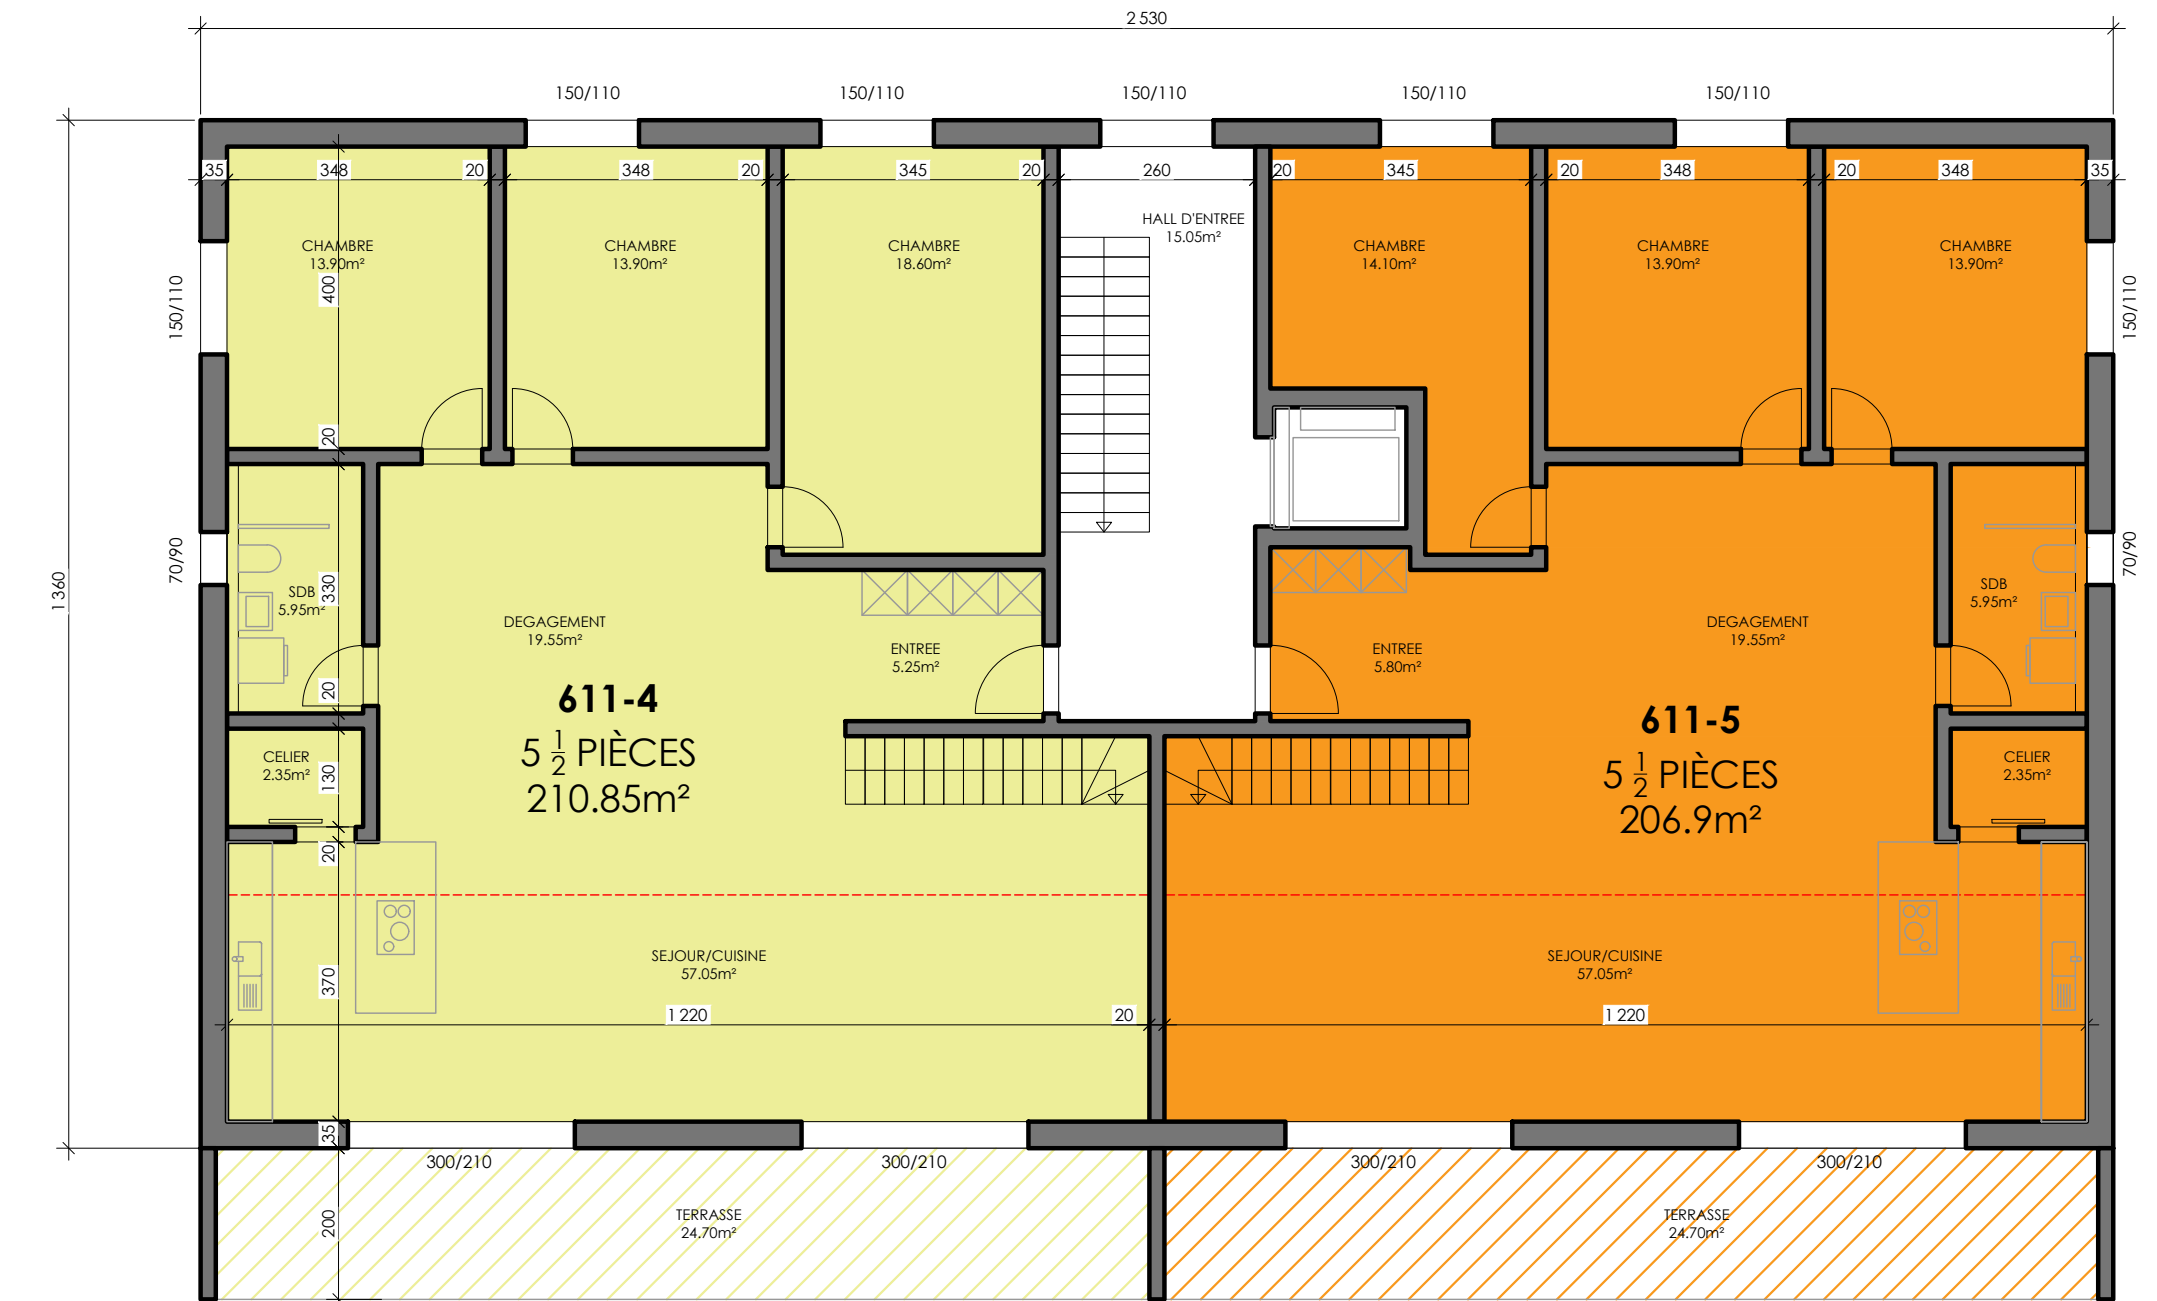 2 530
150/110
150/110
150/110
150/110
150/110
35
348
20
348
20
345
20
260
20
345
20
348
20
348
35
HALL D'ENTREE
15.05m²
CHAMBRE
13.90m²
CHAMBRE
13.90m²
CHAMBRE
18.60m²
CHAMBRE
14.10m²
CHAMBRE
13.90m²
CHAMBRE
13.90m²
400
150/110
150/110
20
70/90
70/90
1360
SDB
5.95m²
330
SDB
5.95m²
DEGAGEMENT
19.55m²
DEGAGEMENT
19.55m²
ENTREE
5.25m²
ENTREE
5.80m²
20
611-4
5 1/2 PIÈCES
210.85m²
611-5
5 1/2 PIÈCES
206.9m²
CELIER
2.35m²
130
CELIER
2.35m²
20
370
SEJOUR/CUISINE
57.05m²
SEJOUR/CUISINE
57.05m²
1 220
20
1 220
35
300/210
300/210
300/210
300/210
200
TERRASSE
24.70m²
TERRASSE
24.70m²